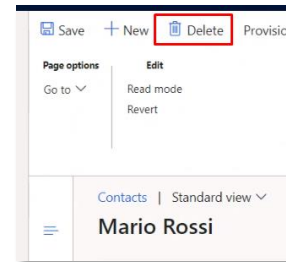 Save + New Delete Provisio
Page options Edit
Go to Read mode
Revert
Contacts | Standard view
Mario Rossi